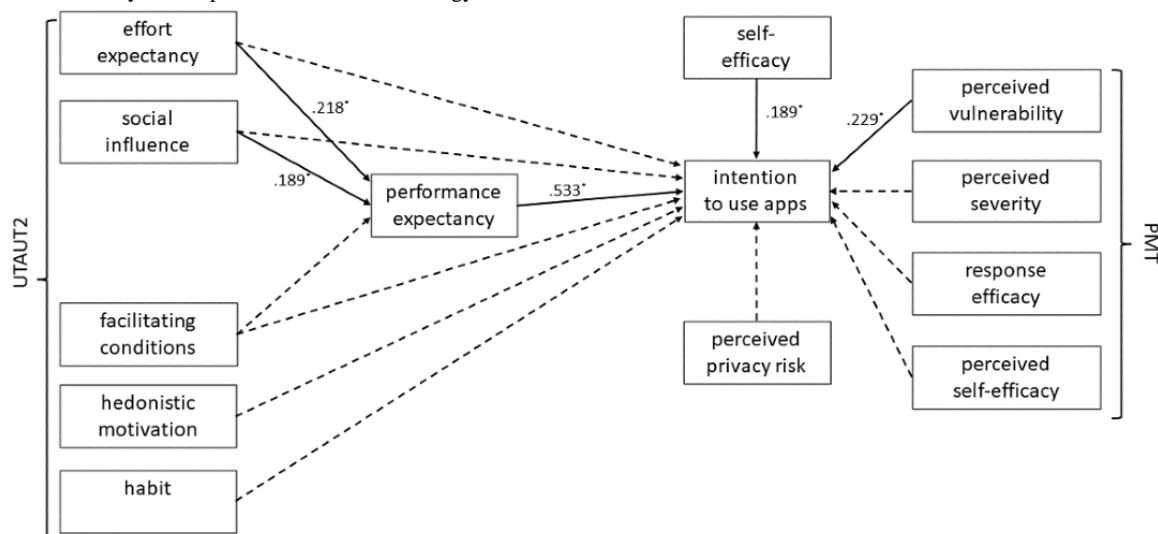 effort
expectancy
social
influence
performance
expectancy
facilitating
conditions
hedonistic
motivation
habit
UTAUT2
.218*
.189*
.533*
self-
efficacy
.189*
intention
to use apps
perceived
privacy risk
.229*
perceived
vulnerability
perceived
severity
response
efficacy
perceived
self-efficacy
PMT